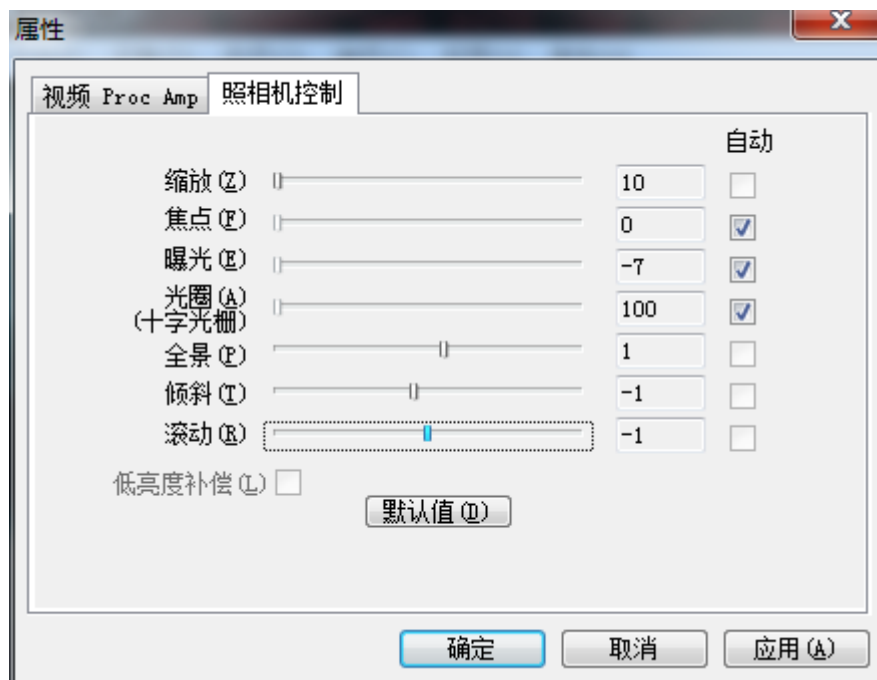 属性
视频 Proc Amp 照相机控制
自动
缩放(Z) 10
焦点(F) 0
曝光(E) -7
光圈(A) 100
(十字光栅)
全景(P) 1
倾斜(T) -1
滚动(R) -1
低亮度补偿(L)
默认值(D)
确定 取消 应用(A)